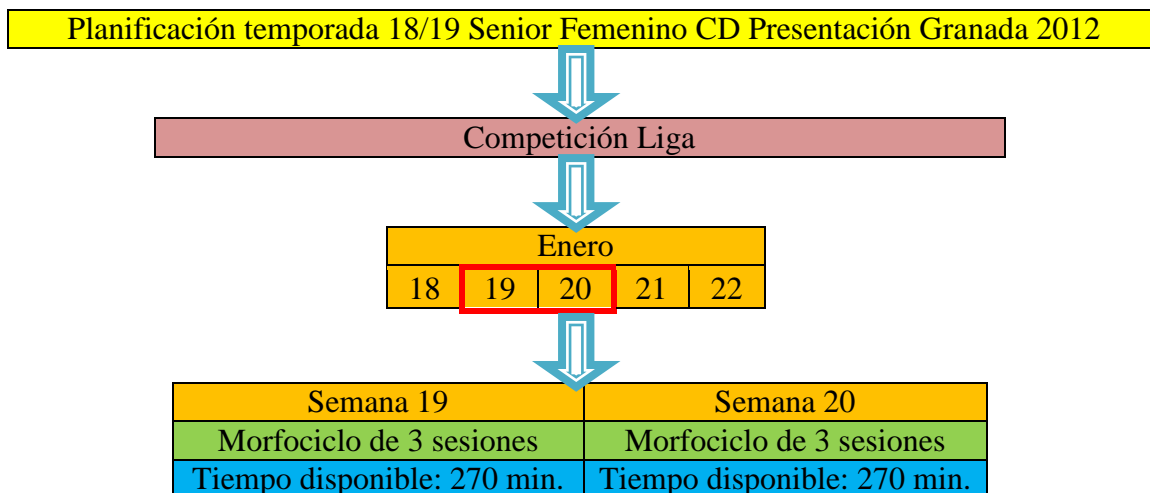 Planificación temporada 18/19 Senior Femenino CD Presentación Granada 2012
Competición Liga
Enero
18 19 20 21 22
Semana 19 Semana 20
Morfociclo de 3 sesiones Morfociclo de 3 sesiones
Tiempo disponible: 270 min. Tiempo disponible: 270 min.